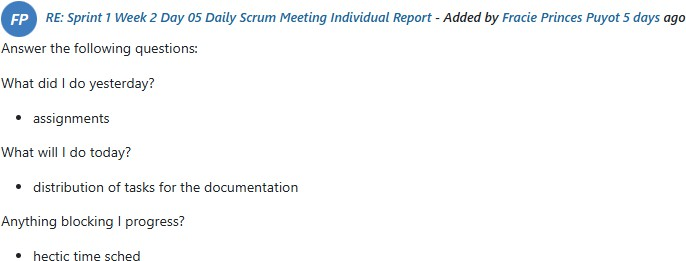 FP RE: Sprint 1 Week 2 Day 05 Daily Scrum Meeting Individual Report - Added by Fracie Princes Puyot 5 days ago
Answer the following questions:
What did I do yesterday?
• assignments
What will I do today?
• distribution of tasks for the documentation
Anything blocking I progress?
• hectic time sched